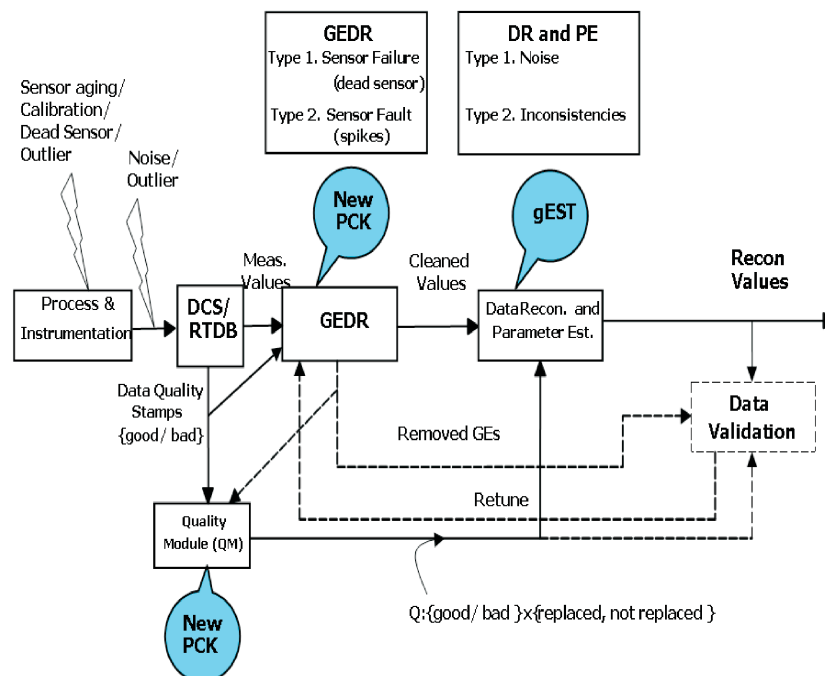 GEDR
Type 1. Sensor Failure
(dead sensor)
Type 2. Sensor Fault
(spikes)
DR and PE
Type 1. Noise
Type 2. Inconsistencies
Sensor aging/
Calibration/
Dead Sensor/
Outlier
Noise/
Outlier
New
PCK
gEST
Meas.
Values
Cleaned
Values
Recon
Values
Process &
Instrumentation
DCS/
RTDB
GEDR
Data Recon. and
Parameter Est.
Data Quality
Stamps
{good/ bad}
Removed GEs
Data
Validation
Retune
Quality
Module (QM)
Q:{good/ bad }x{replaced, not replaced }
New
PCK